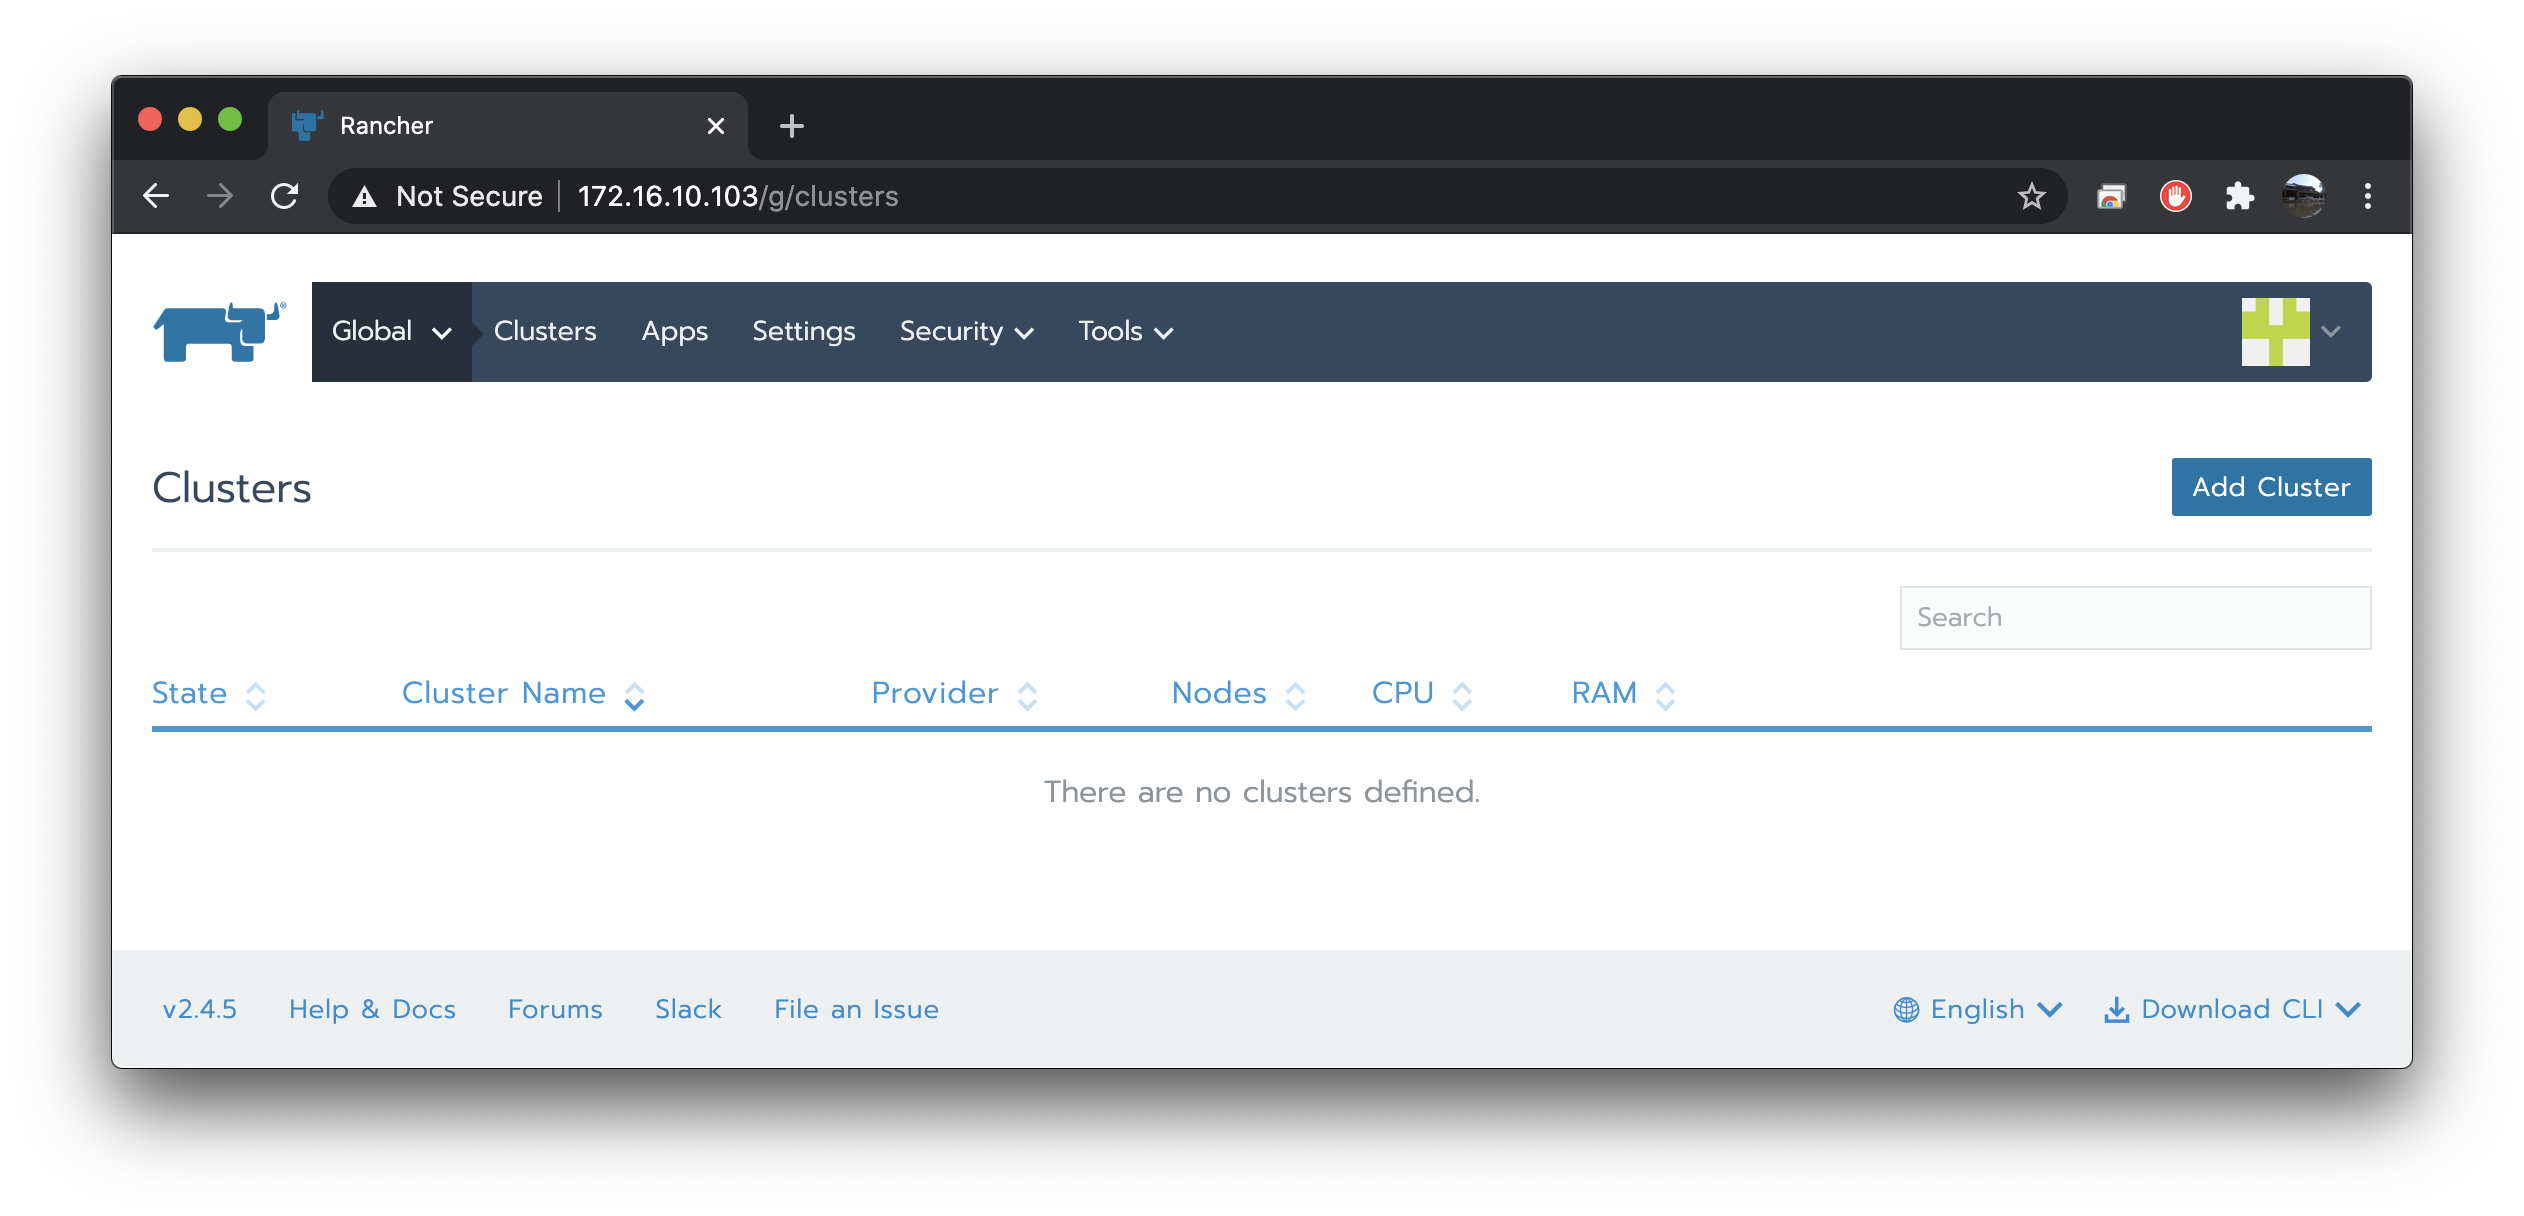 Rancher
Not Secure 172.16.10.103/g/clusters
Global Clusters Apps Settings Security Tools
Clusters
Add Cluster
Search
State Cluster Name Provider Nodes CPU RAM
There are no clusters defined.
v2.4.5 Help & Docs Forums Slack File an Issue English Download CLI